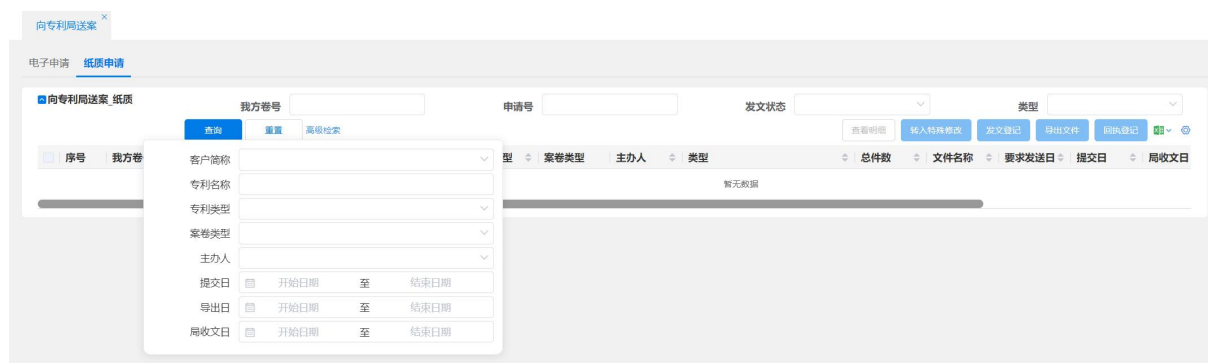 向专利局送案
电子申请 纸质申请
向专利局送案_纸质
我方卷号 申请号 发文状态 类型
查询 重置 高级检索 查看明细 转入特殊修改 发文登记 导出文件 回执登记
序号 我方卷 型 案卷类型 主办人 类型 总件数 文件名称 要求发送日 提交日 局收文日
暂无数据
客户简称
专利名称
专利类型
案卷类型
主办人
提交日 开始日期 至 结束日期
导出日 开始日期 至 结束日期
局收文日 开始日期 至 结束日期